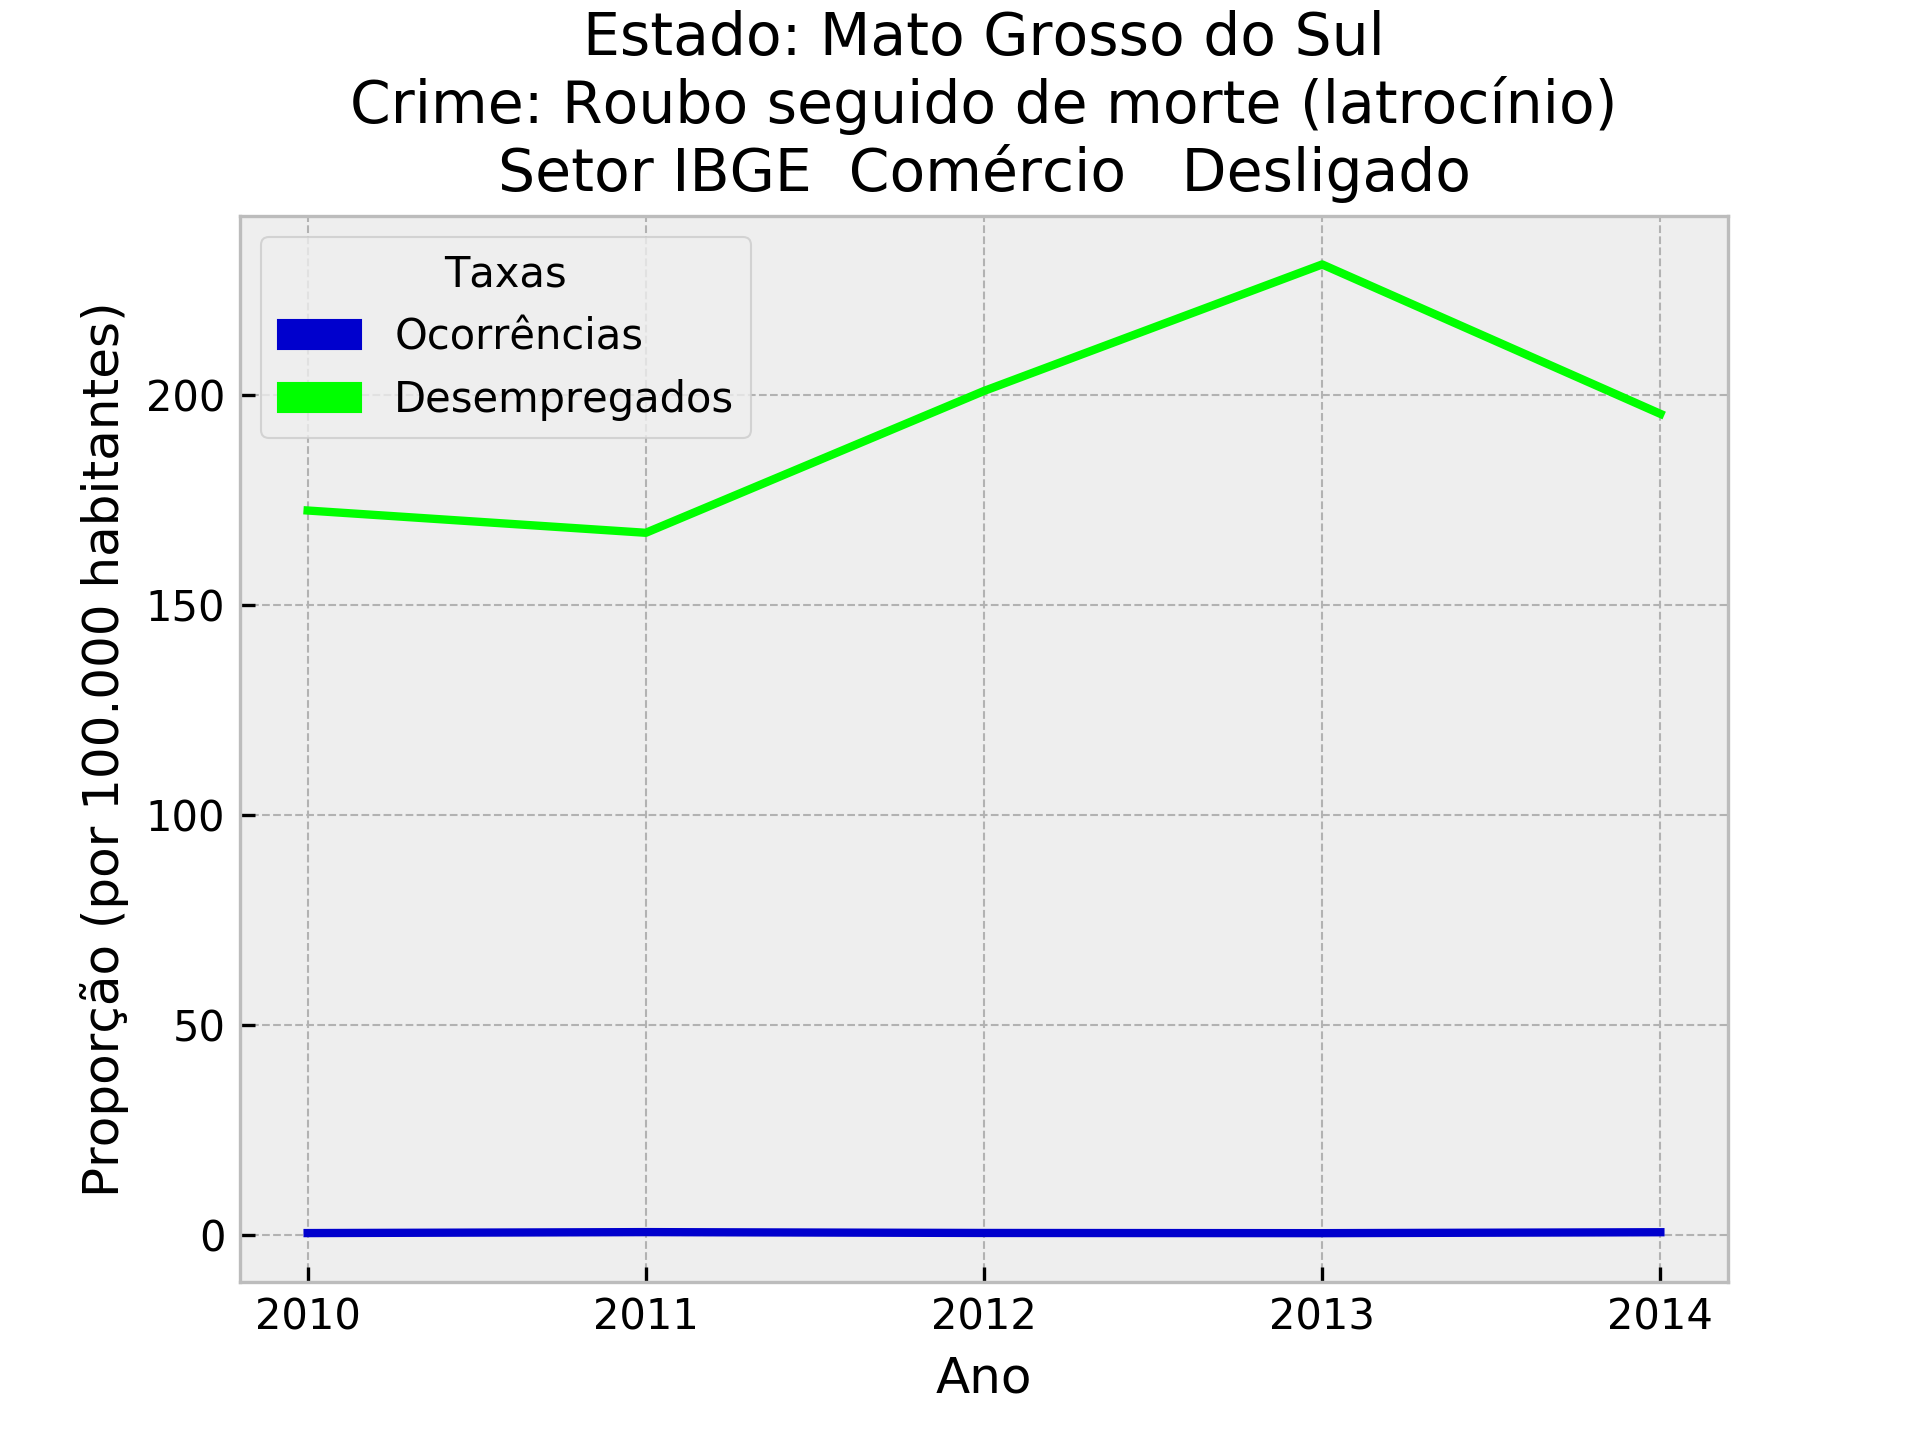 Estado: Mato Grosso do Sul
Crime: Roubo seguido de morte (latrocínio)
Setor IBGE  Comércio   Desligado
Taxas
Ocorrências
Desempregados
Proporção (por 100.000 habitantes)
200
150
100
50
0
2010 2011 2012 2013 2014
Ano